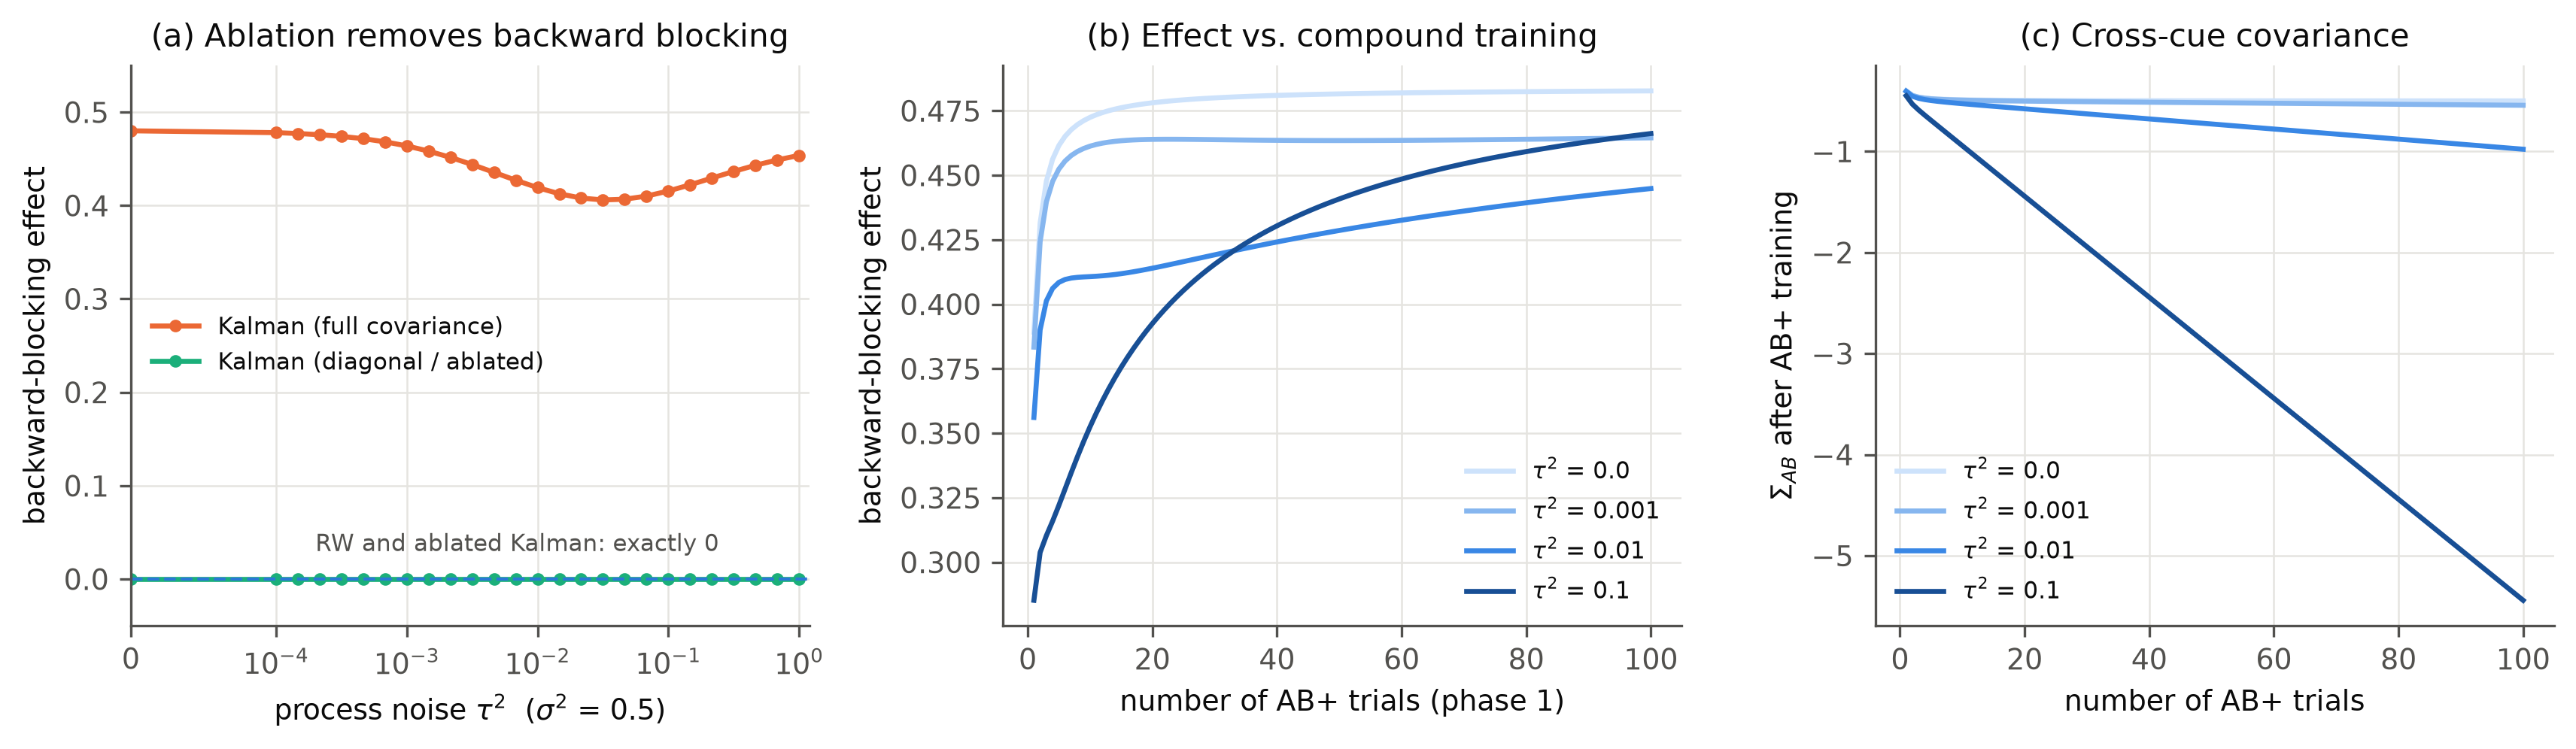 (a) Ablation removes backward blocking
backward-blocking effect
0.5
0.4
0.3
0.2
0.1
0.0
Kalman (full covariance)
Kalman (diagonal / ablated)
RW and ablated Kalman: exactly 0
0 10⁻⁴ 10⁻³ 10⁻² 10⁻¹ 10⁰
process noise τ² (σ² = 0.5)
(b) Effect vs. compound training
backward-blocking effect
0.475
0.450
0.425
0.400
0.375
0.350
0.325
0.300
τ² = 0.0
τ² = 0.001
τ² = 0.01
τ² = 0.1
0 20 40 60 80 100
number of AB+ trials (phase 1)
(c) Cross-cue covariance
Σ_AB after AB+ training
−1
−2
−3
−4
−5
τ² = 0.0
τ² = 0.001
τ² = 0.01
τ² = 0.1
0 20 40 60 80 100
number of AB+ trials